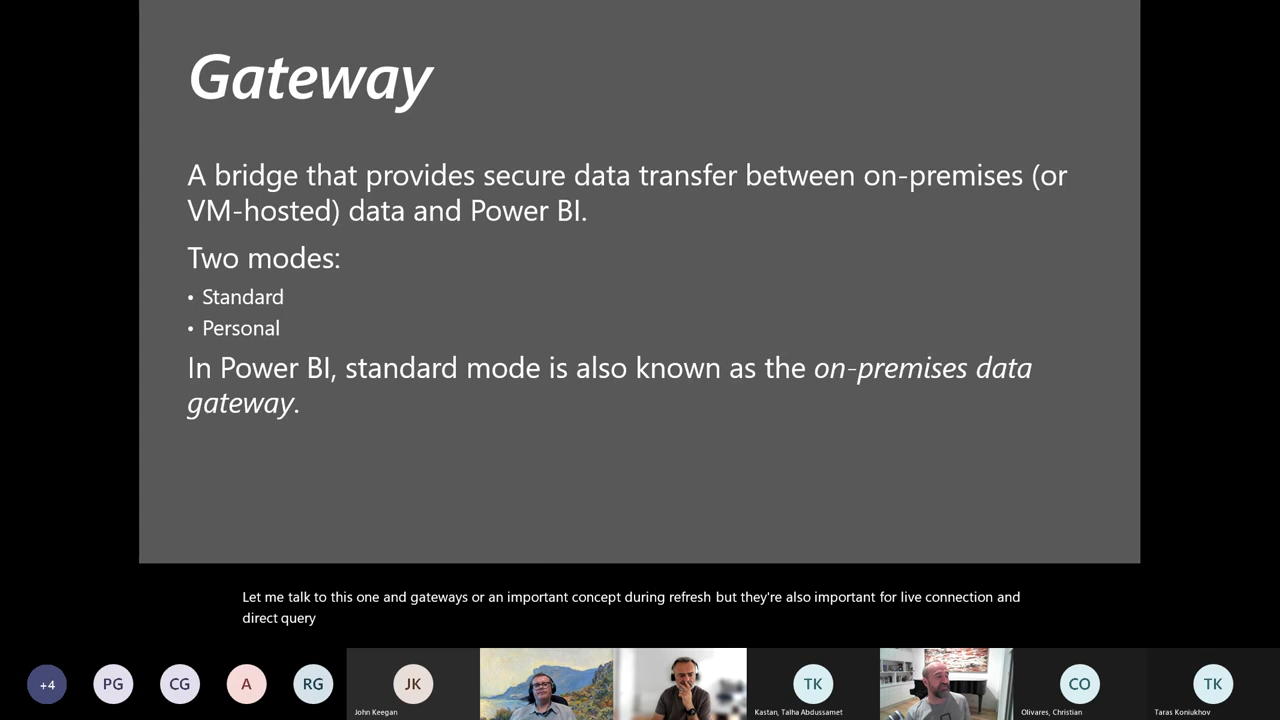 Gateway
A bridge that provides secure data transfer between on-premises (or
VM-hosted) data and Power BI.
Two modes:
• Standard
• Personal
In Power BI, standard mode is also known as the on-premises data
gateway.
Let me talk to this one and gateways or an important concept during refresh but they're also important for live connection and
direct query
+4
PG
CG
A
RG
JK
TK
CO
TK
John Keegan
Kastan, Talha Abdussamet
Olivares, Christian
Taras Koniukhov